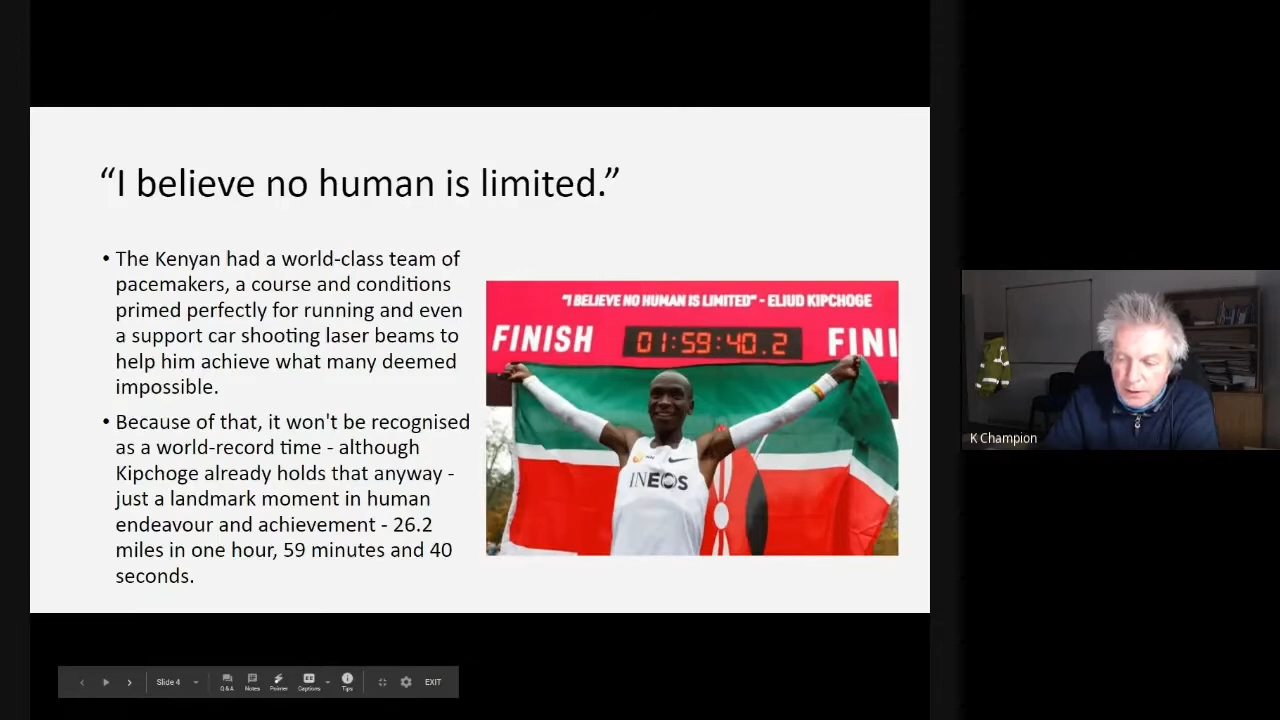 “I believe no human is limited.”
• The Kenyan had a world-class team of
pacemakers, a course and conditions
primed perfectly for running and even
a support car shooting laser beams to
help him achieve what many deemed
impossible.
• Because of that, it won't be recognised
as a world-record time - although
Kipchoge already holds that anyway -
just a landmark moment in human
endeavour and achievement - 26.2
miles in one hour, 59 minutes and 40
seconds.
"I BELIEVE NO HUMAN IS LIMITED" - ELIUD KIPCHOGE
FINISH 01:59:40.2 FINI
INEOS
K Champion
Slide 4 Q&A Notes Pointer Captions Tips EXIT